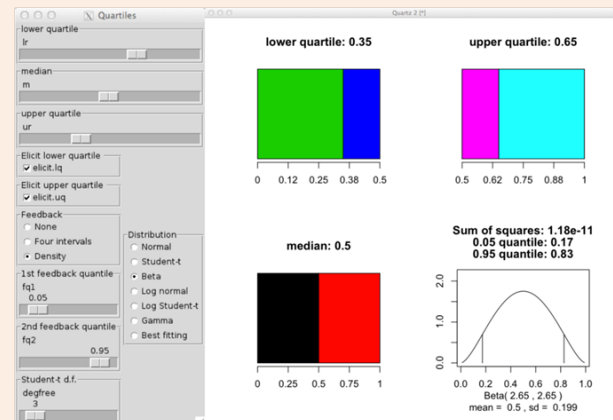 Quartiles
lower quartile
lr
median
m
upper quartile
ur
Elicit lower quartile
elicit.lq
Elicit upper quartile
elicit.uq
Feedback
None
Four intervals
Density
1st feedback quantile
fq1
0.05
2nd feedback quantile
fq2
0.95
Student-t d.f.
degfree
3
Distribution
Normal
Student-t
Beta
Log normal
Log Student-t
Gamma
Best fitting
Quartz 2 [*]
lower quartile: 0.35
0 0.12 0.25 0.38 0.5
upper quartile: 0.65
0.5 0.62 0.75 0.88 1
median: 0.5
0 0.25 0.5 0.75 1
Sum of squares: 1.18e-11
0.05 quantile: 0.17
0.95 quantile: 0.83
2.0
1.0
0.0
0.0 0.2 0.4 0.6 0.8 1.0
Beta( 2.65 , 2.65 )
mean = 0.5 , sd = 0.199